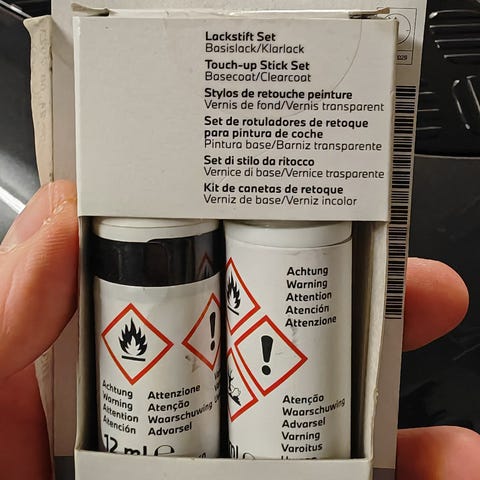 Lackstift Set
Basislack/Klarlack
Touch-up Stick Set
Basecoat/Clearcoat
Stylos de retouche peinture
Vernis de fond/Vernis transparent
Set de rotuladores de retoque
para pintura de coche
Pintura base/Barniz transparente
Set di stilo da ritocco
Vernice di base/Vernice trasparente
Kit de canetas de retoque
Verniz de base/Verniz incolor
Achtung
Warning
Attention
Atención
Attenzione
Atenção
Waarschuwing
Advarsel
12 ml
Achtung
Warning
Attention
Atención
Attenzione
Atenção
Waarschuwing
Advarsel
Varning
Varoitus